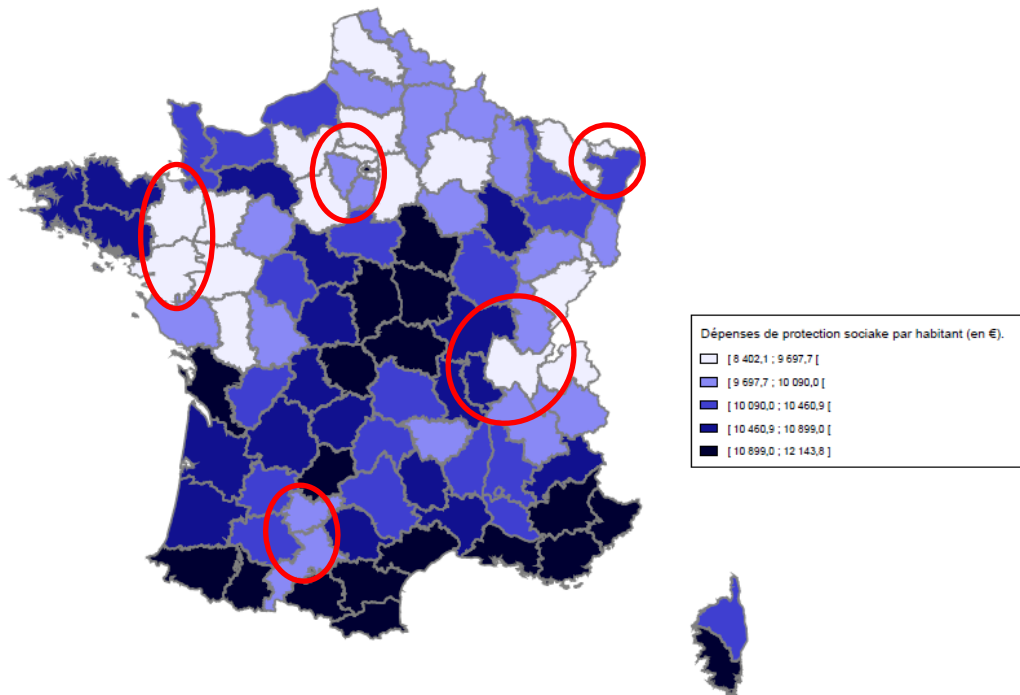 Dépenses de protection sociake par habitant (en €).
[ 8 402,1 ; 9 697,7 [
[ 9 697,7 ; 10 090,0 [
[ 10 090,0 ; 10 460,9 [
[ 10 460,9 ; 10 899,0 [
[ 10 899,0 ; 12 143,8 ]